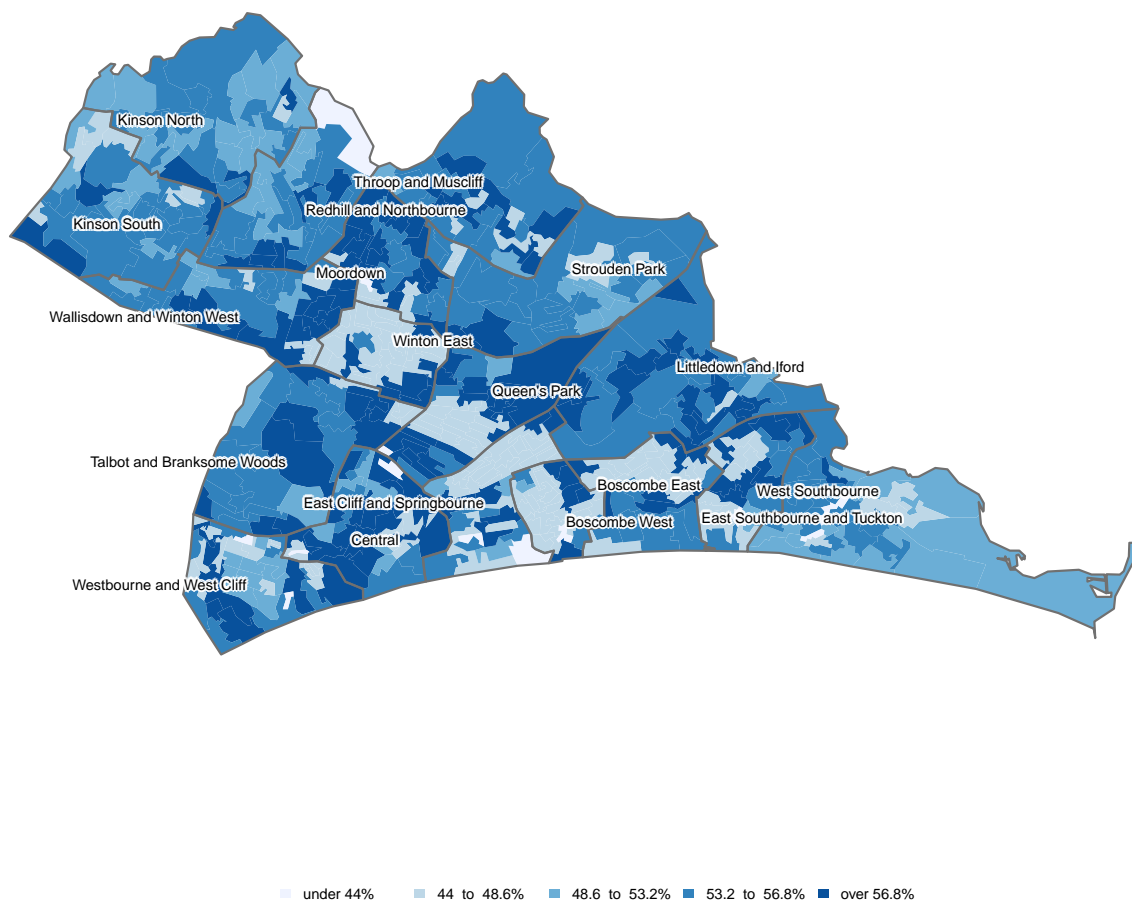 Kinson North
Throop and Muscliff
Redhill and Northbourne
Kinson South
Strouden Park
Moordown
Wallisdown and Winton West
Winton East
Littledown and Iford
Queen's Park
Talbot and Branksome Woods
Boscombe East
West Southbourne
East Cliff and Springbourne
East Southbourne and Tuckton
Boscombe West
Central
Westbourne and West Cliff
under 44% 44 to 48.6% 48.6 to 53.2% 53.2 to 56.8% over 56.8%